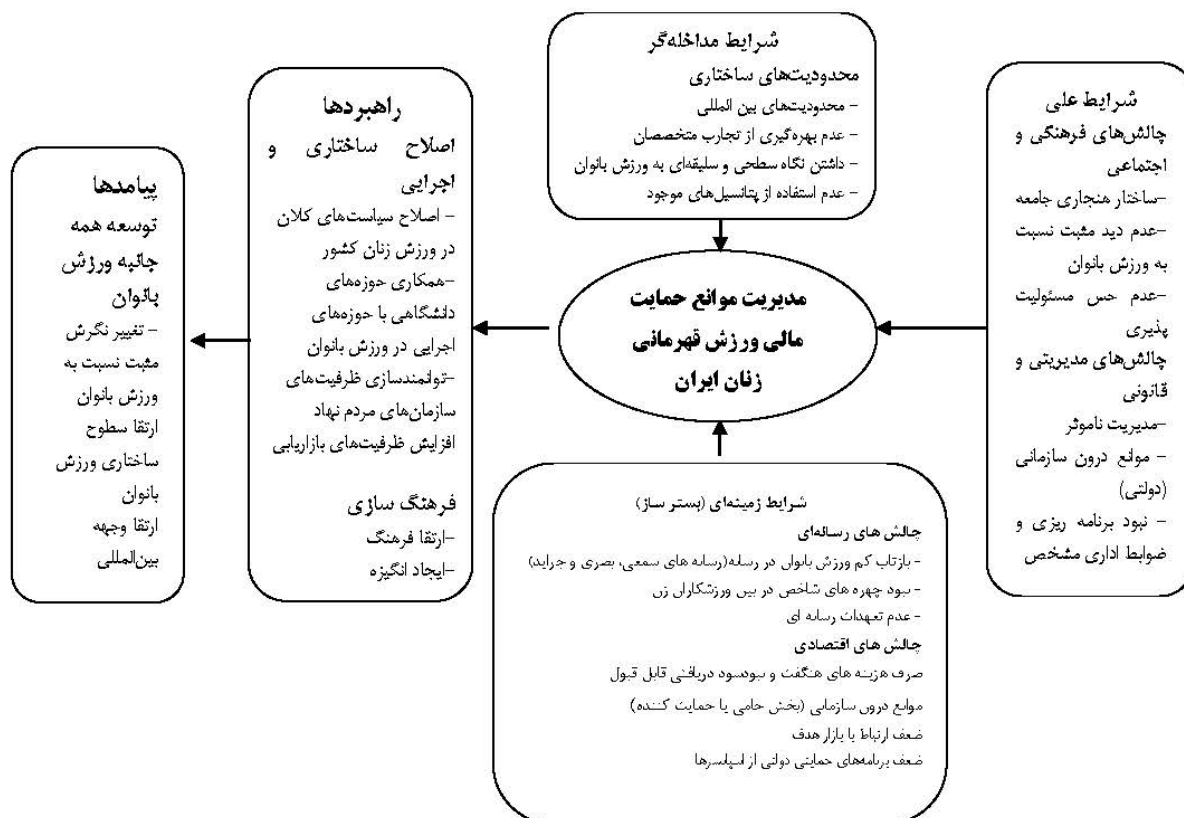 شرایط مداخله‌گر
محدودیت‌های ساختاری
- محدودیت‌های بین المللی
- عدم بهره‌گیری از تجارب متخصصان
- داشتن نگاه سطحی و سلیقه‌ای به ورزش بانوان
- عدم استفاده از پتانسیل‌های موجود
شرایط علی
چالش‌های فرهنگی و
اجتماعی
-ساختار هنجاری جامعه
-عدم دید مثبت نسبت
به ورزش بانوان
-عدم حس مسئولیت
پذیری
چالش‌های مدیریتی و
قانونی
-مدیریت ناموثر
- موانع درون سازمانی
(دولتی)
- نبود برنامه ریزی و
ضوابط اداری مشخص
مدیریت موانع حمایت
مالی ورزش قهرمانی
زنان ایران
شرایط زمینه‌ای (بستر ساز)
چالش های رسانه‌ای
- بازتاب کم ورزش بانوان در رسانه(رسانه های سمعی، بصری و جراید)
- نبود چهره های شاخص در بین ورزشکاران زن
- عدم تعهدات رسانه ای
چالش های اقتصادی
صرف هزینه های هنگفت و نبودسود دریافتی قابل قبول
موانع درون سازمانی (بخش حامی یا حمایت کننده)
ضعف ارتباط با بازار هدف
ضعف برنامه‌های حمایتی دولتی از اسپانسرها
راهبردها
اصلاح ساختاری و
اجرایی
- اصلاح سیاست‌های کلان
در ورزش زنان کشور
-همکاری حوزه‌های
دانشگاهی با حوزه‌های
اجرایی در ورزش بانوان
-توانمندسازی ظرفیت‌های
سازمان‌های مردم نهاد
افزایش ظرفیت‌های بازاریابی
فرهنگ سازی
-ارتقا فرهنگ
-ایجاد انگیزه
پیامدها
توسعه همه
جانبه ورزش
بانوان
- تغییر نگرش
مثبت نسبت به
ورزش بانوان
ارتقا سطوح
ساختاری ورزش
بانوان
ارتقا وجهه
بین‌المللی